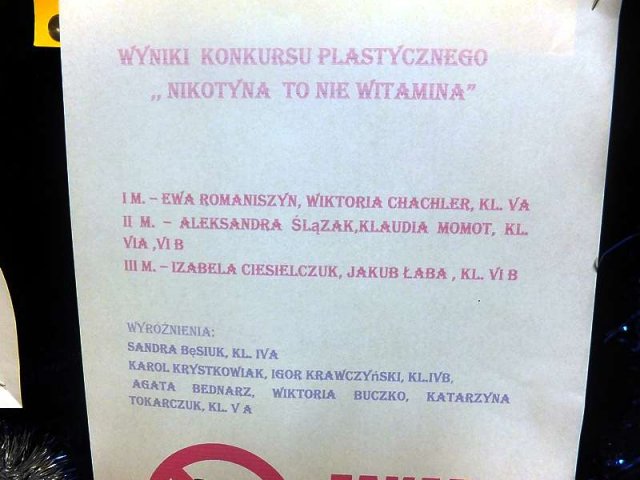 WYNIKI KONKURSU PLASTYCZNEGO
,, NIKOTYNA TO NIE WITAMINA"
I M. – EWA ROMANISZYN, WIKTORIA CHACHLER, KL. VA
II M. – ALEKSANDRA ŚLĄZAK,KLAUDIA MOMOT, KL.
VIA ,VI B
III M. – IZABELA CIESIELCZUK, JAKUB ŁABA , KL. VI B
WYRÓŻNIENIA:
SANDRA BĘSIUK, KL. IVA
KAROL KRYSTKOWIAK, IGOR KRAWCZYŃSKI, KL.IVB,
AGATA BEDNARZ, WIKTORIA BUCZKO, KATARZYNA
TOKARCZUK, KL. V A